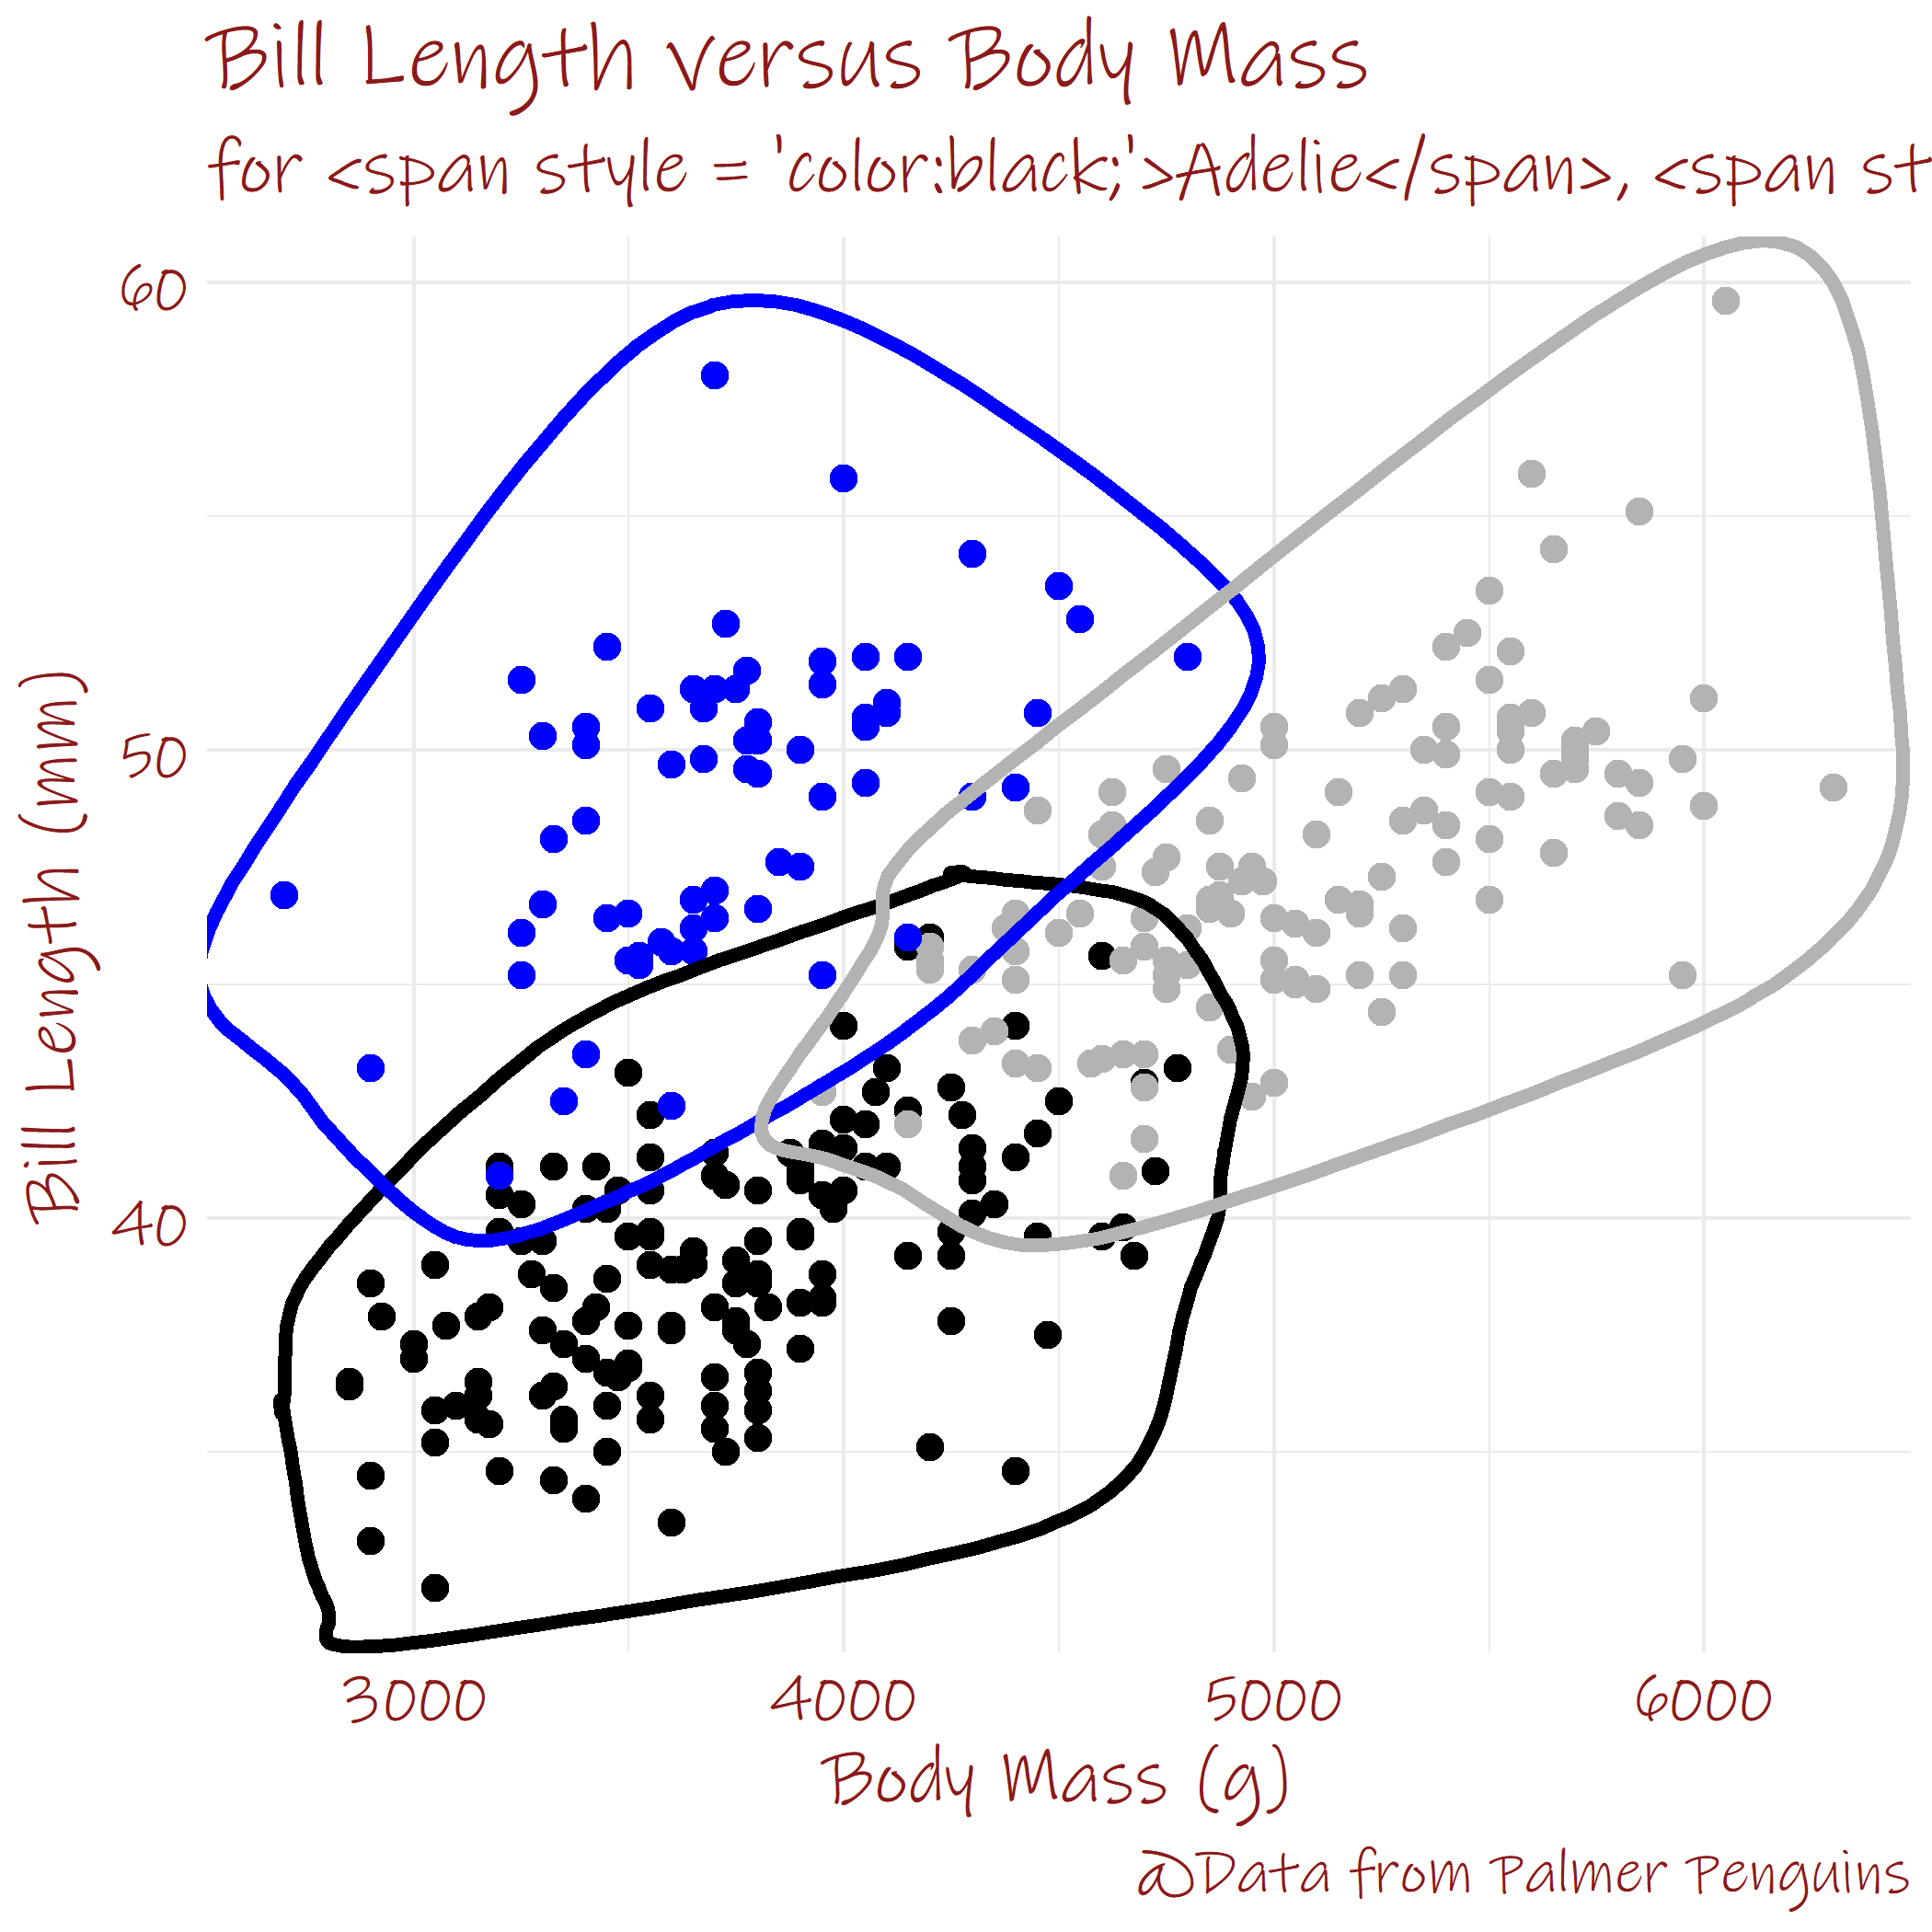 Bill Length versus Body Mass
for <span style = 'color:black;'>Adelie</span>, <span st
60
50
40
Bill Length (mm)
3000 4000 5000 6000
Body Mass (g)
@Data from Palmer Penguins